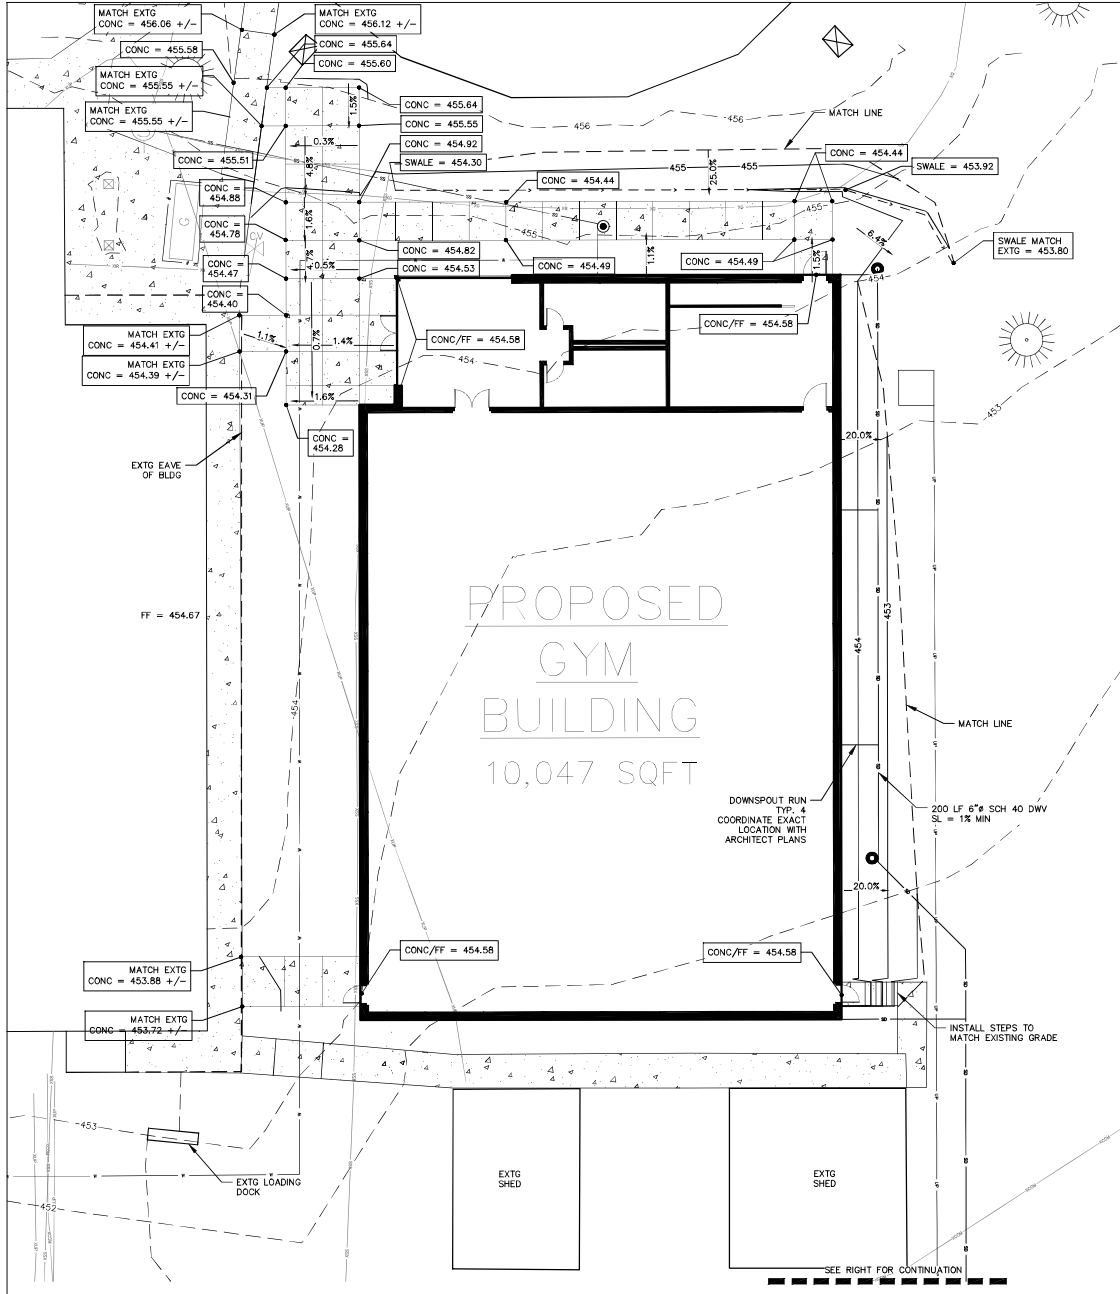 MATCH EXTG
CONC = 456.06 +/-
MATCH EXTG
CONC = 456.12 +/-
CONC = 455.58
CONC = 455.64
CONC = 455.60
MATCH EXTG
CONC = 455.55 +/-
MATCH EXTG
CONC = 455.55 +/-
1.5%
CONC = 455.64
CONC = 455.55
456
456
MATCH LINE
0.3%
CONC = 454.92
CONC = 455.51
SWALE = 454.30
4.8%
25.0%
455
455
CONC = 454.44
SWALE = 453.92
CONC =
454.88
CONC = 454.44
G
1.6%
455
455
CONC =
454.78
6.4%
SWALE MATCH
EXTG = 453.80
CONC = 454.82
1.1%
4.7%
0.5%
CONC = 454.53
CONC = 454.49
CONC = 454.49
1.5%
CONC =
454.47
454
CONC =
454.40
CONC/FF = 454.58
MATCH EXTG
CONC = 454.41 +/-
1.1%
0.7%
1.4%
CONC/FF = 454.58
454
MATCH EXTG
CONC = 454.39 +/-
CONC = 454.31
1.6%
453
CONC =
454.28
20.0%
EXTG EAVE
OF BLDG
FF = 454.67
PROPOSED
GYM
BUILDING
10,047 SQFT
453
454
454
MATCH LINE
DOWNSPOUT RUN
TYP. 4
COORDINATE EXACT
LOCATION WITH
ARCHITECT PLANS
200 LF 6"ø SCH 40 DWV
SL = 1% MIN
20.0%
CONC/FF = 454.58
CONC/FF = 454.58
MATCH EXTG
CONC = 453.88 +/-
MATCH EXTG
CONC = 453.72 +/-
INSTALL STEPS TO
MATCH EXISTING GRADE
453
EXTG LOADING
DOCK
EXTG
SHED
EXTG
SHED
452
SEE RIGHT FOR CONTINUATION